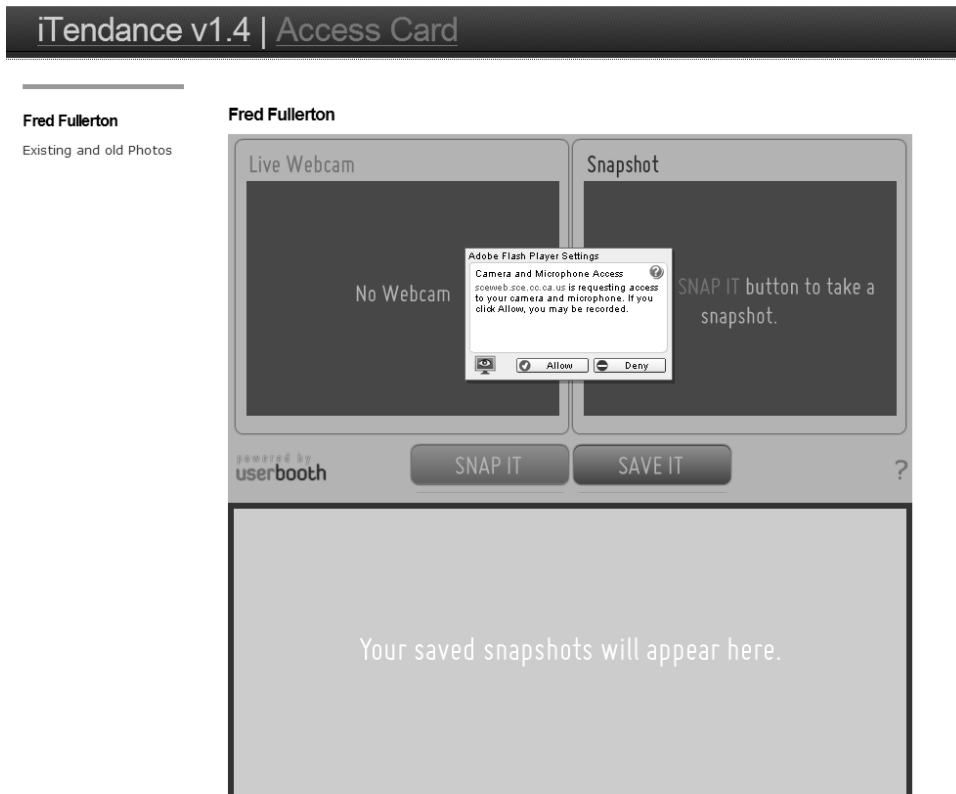 iTendance v1.4 | Access Card
Fred Fullerton
Existing and old Photos
Fred Fullerton
Live Webcam
No Webcam
Snapshot
SNAP IT button to take a
snapshot.
Adobe Flash Player Settings
Camera and Microphone Access
sceweb.sce.cc.ca.us is requesting access
to your camera and microphone. If you
click Allow, you may be recorded.
Allow
Deny
powered by
userbooth
SNAP IT
SAVE IT
?
Your saved snapshots will appear here.